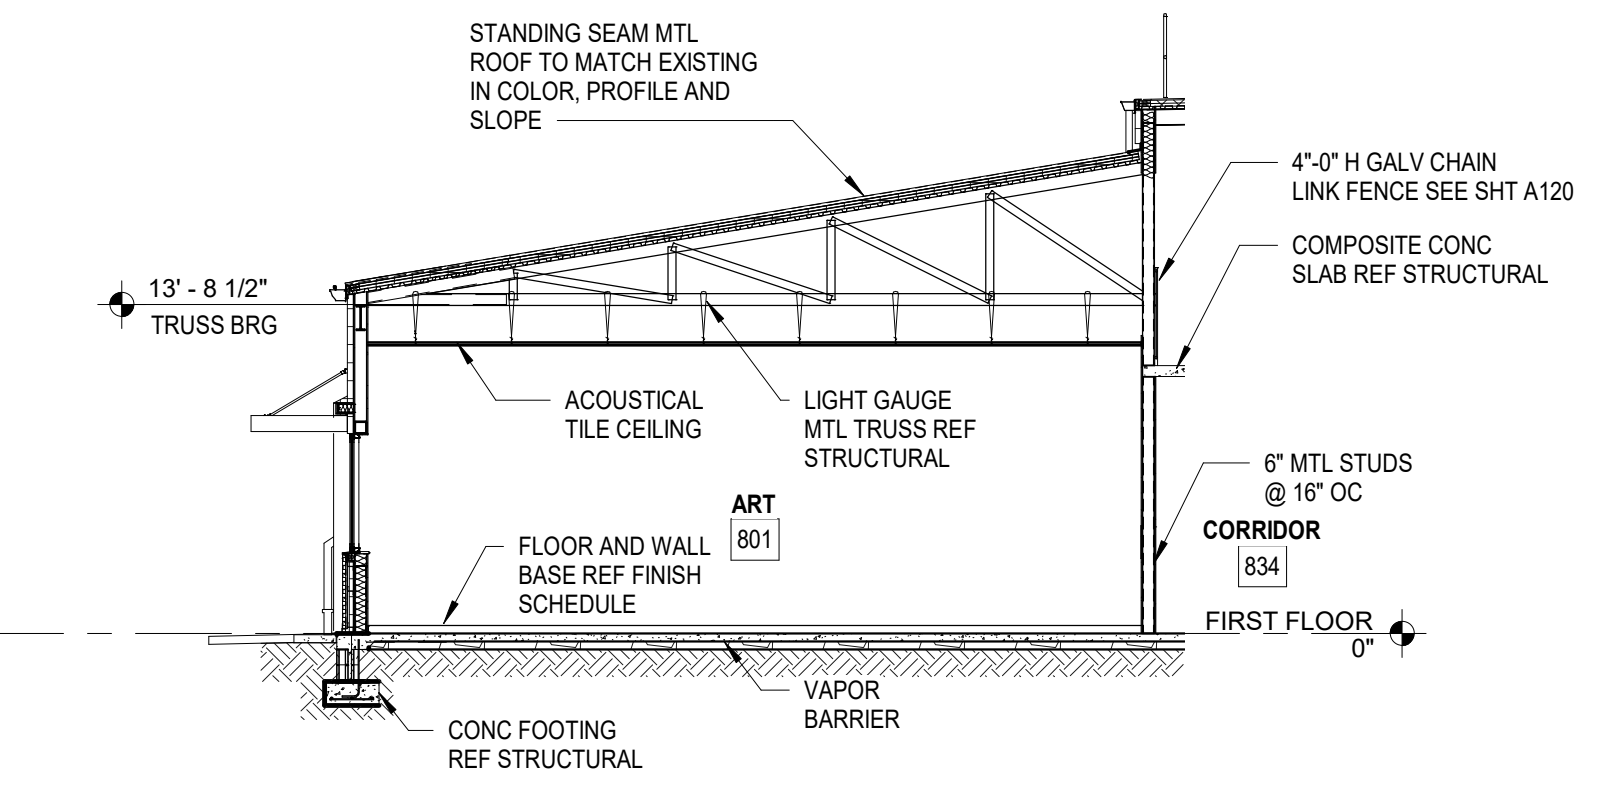 STANDING SEAM MTL
ROOF TO MATCH EXISTING
IN COLOR, PROFILE AND
SLOPE
4"-0" H GALV CHAIN
LINK FENCE SEE SHT A120
COMPOSITE CONC
SLAB REF STRUCTURAL
13' - 8 1/2"
TRUSS BRG
ACOUSTICAL
TILE CEILING
LIGHT GAUGE
MTL TRUSS REF
STRUCTURAL
6" MTL STUDS
@ 16" OC
ART
801
CORRIDOR
834
FLOOR AND WALL
BASE REF FINISH
SCHEDULE
FIRST FLOOR
0"
VAPOR
BARRIER
CONC FOOTING
REF STRUCTURAL